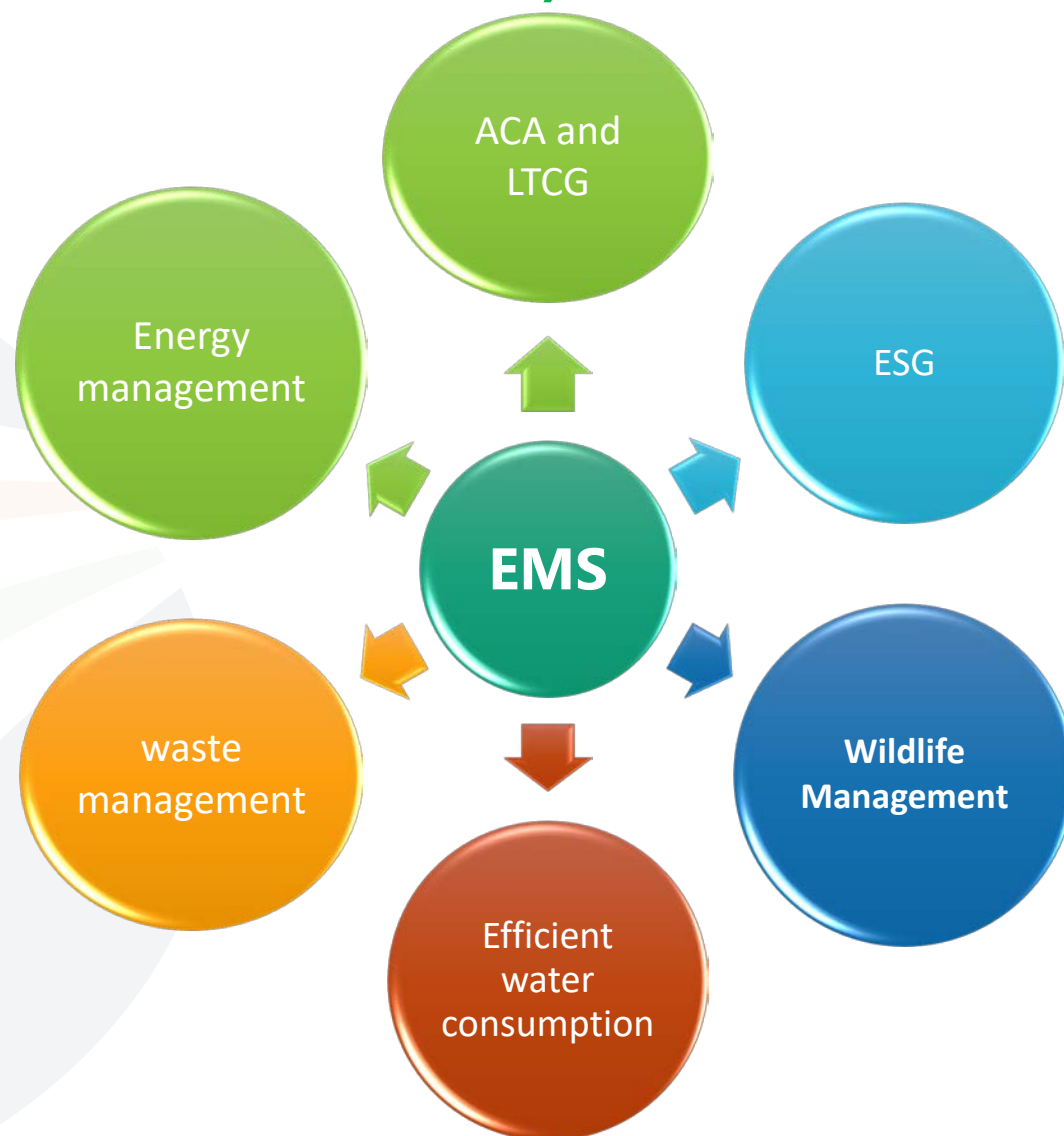 ACA and
LTCG
Energy
management
ESG
EMS
waste
management
Wildlife
Management
Efficient
water
consumption